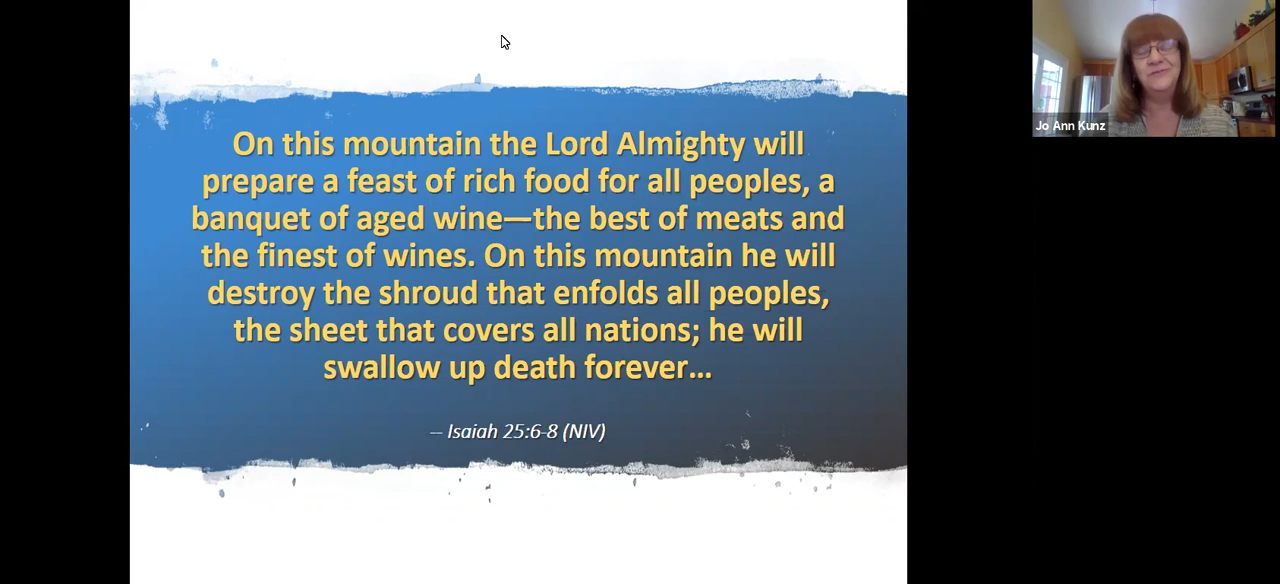 On this mountain the Lord Almighty will
prepare a feast of rich food for all peoples, a
banquet of aged wine—the best of meats and
the finest of wines. On this mountain he will
destroy the shroud that enfolds all peoples,
the sheet that covers all nations; he will
swallow up death forever…
-- Isaiah 25:6-8 (NIV)
Jo Ann Kunz